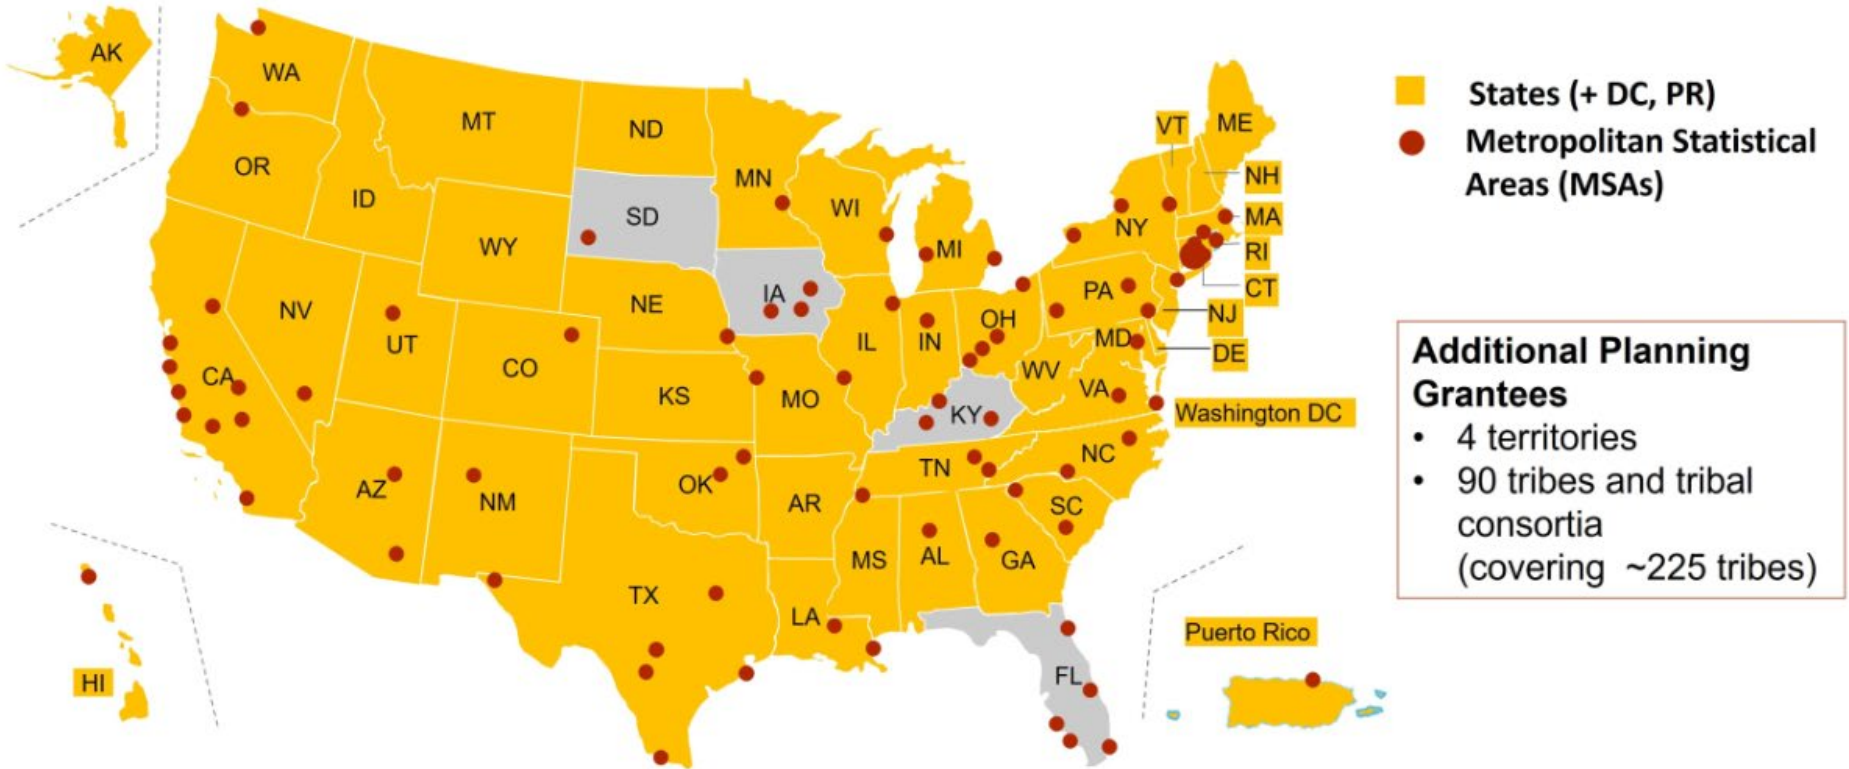 AK
WA
MT
ND
MN
VT
ME
OR
ID
SD
WI
NH
WY
MI
NY
MA
RI
NV
NE
IA
PA
CT
UT
CO
IL
IN
OH
NJ
CA
KS
MO
WV
MD
DE
VA
KY
Washington DC
AZ
NM
OK
AR
TN
NC
SC
MS
AL
GA
TX
LA
HI
FL
Puerto Rico
States (+ DC, PR)
Metropolitan Statistical
Areas (MSAs)
Additional Planning
Grantees
• 4 territories
• 90 tribes and tribal
consortia
(covering ~225 tribes)